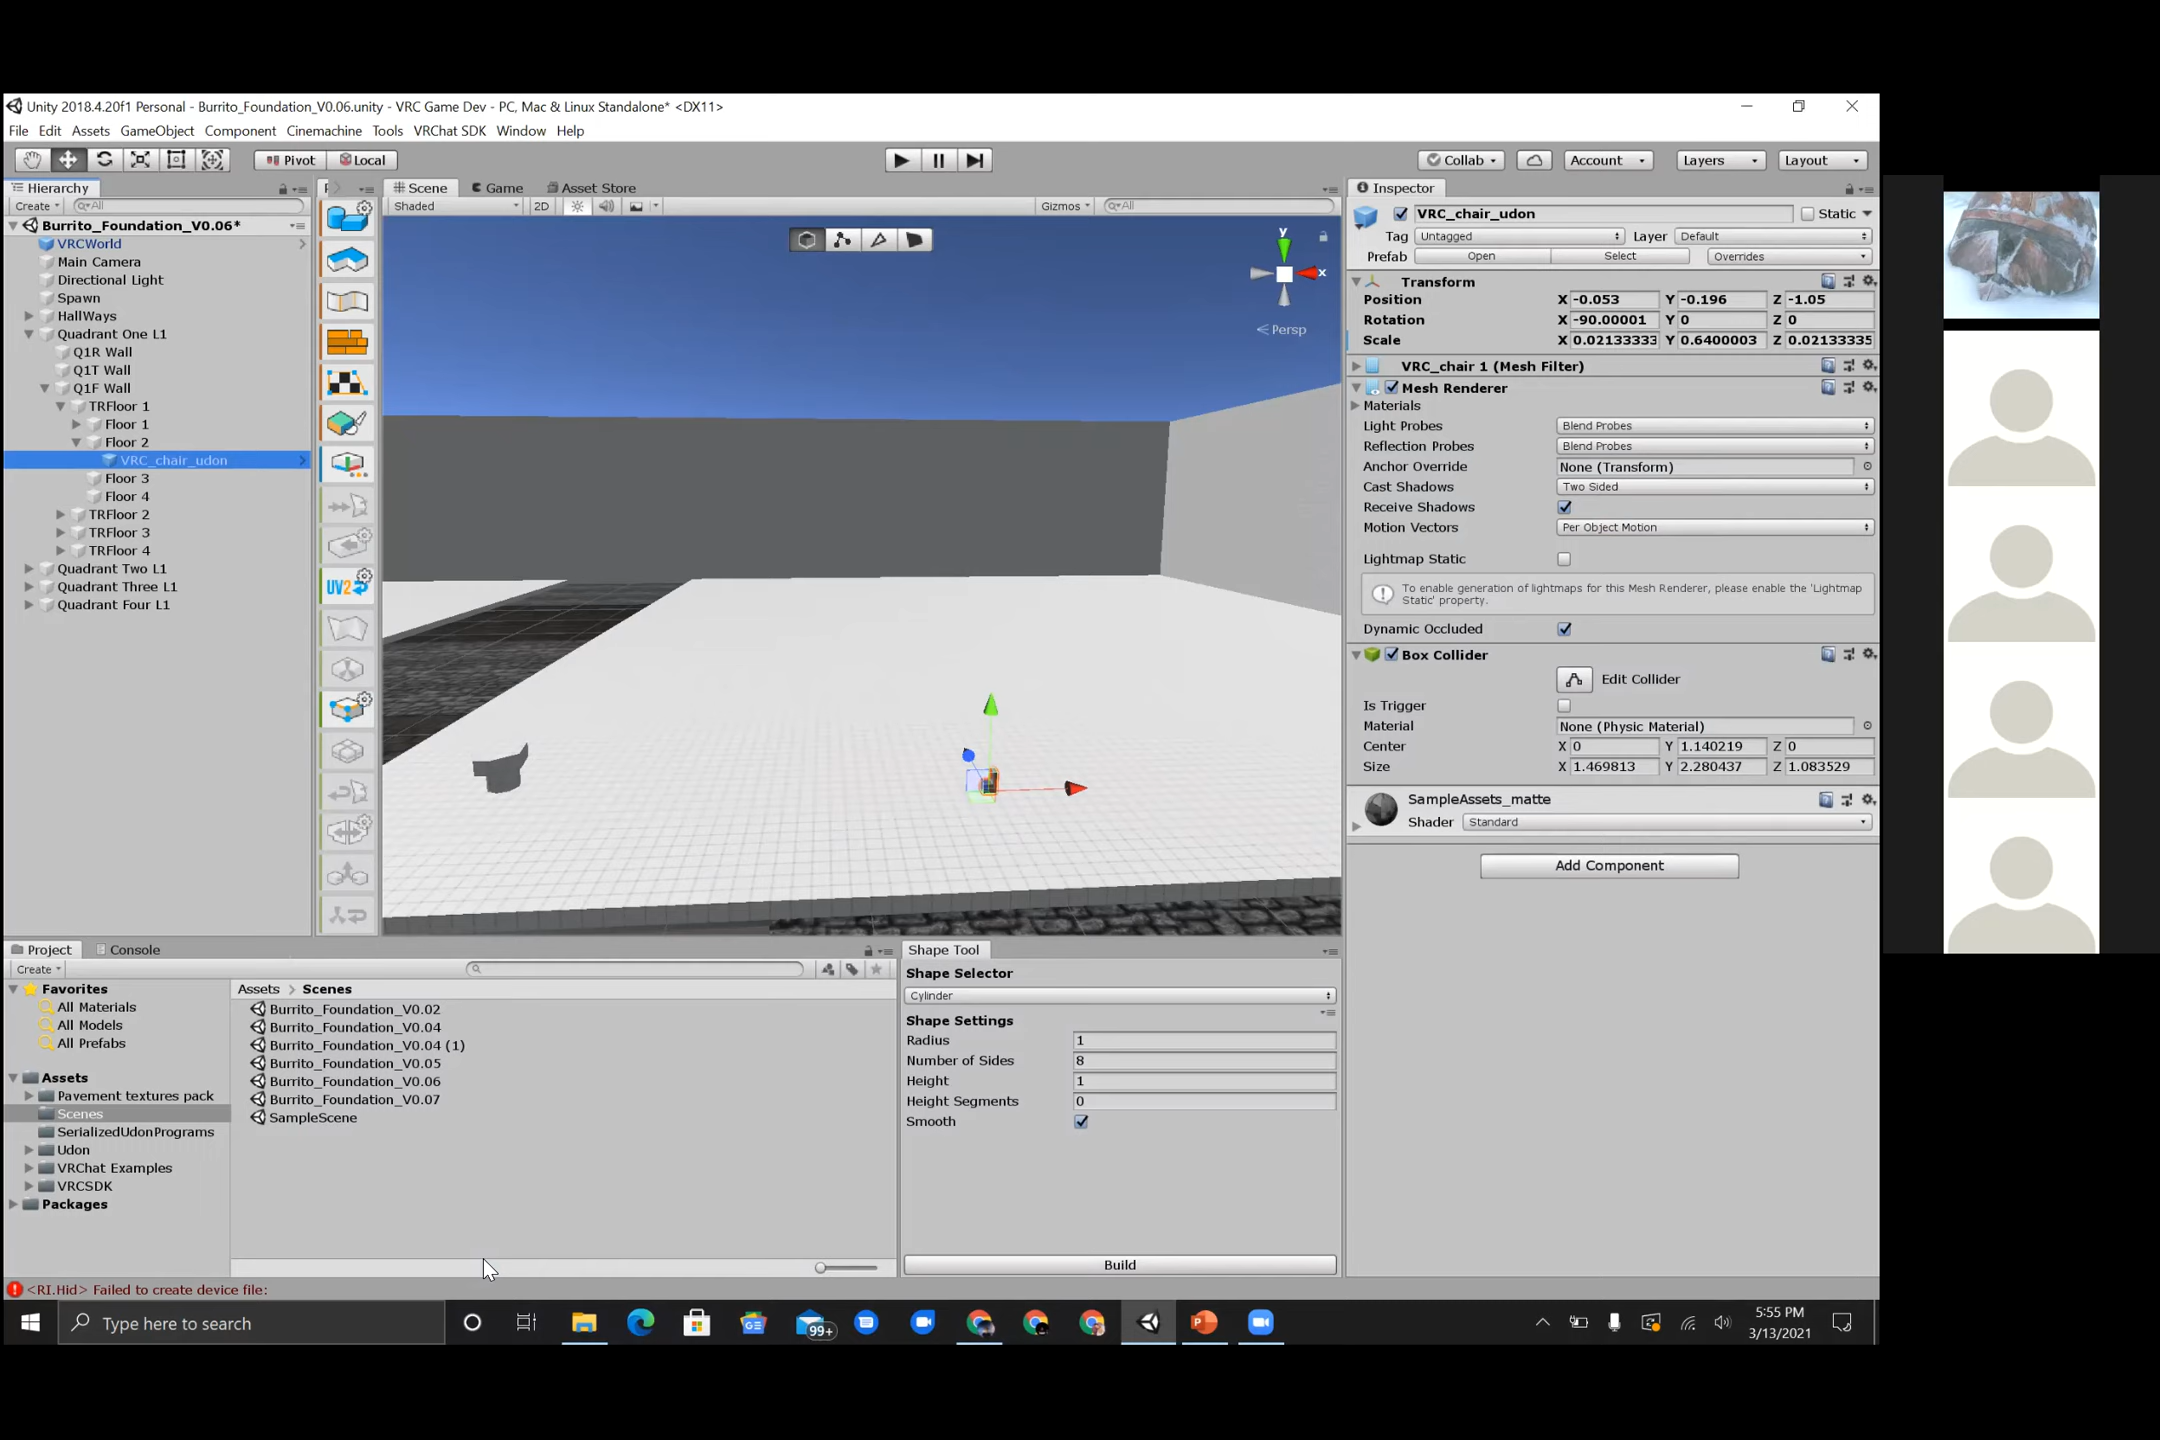 Unity 2018.4.20f1 Personal - Burrito_Foundation_V0.06.unity - VRC Game Dev - PC, Mac & Linux Standalone* <DX11>
File Edit Assets GameObject Component Cinemachine Tools VRChat SDK Window Help
Pivot Local Collab Account Layers Layout
Hierarchy
Create All
Burrito_Foundation_V0.06*
VRCWorld
Main Camera
Directional Light
Spawn
HallWays
Quadrant One L1
Q1R Wall
Q1T Wall
Q1F Wall
TRFloor 1
Floor 1
Floor 2
VRC_chair_udon
Floor 3
Floor 4
TRFloor 2
TRFloor 3
TRFloor 4
Quadrant Two L1
Quadrant Three L1
Quadrant Four L1
UV2
Scene Game Asset Store
Shaded 2D Gizmos All
y
x
Persp
Inspector
VRC_chair_udon Static
Tag Untagged Layer Default
Prefab Open Select Overrides
Transform
Position X -0.053 Y -0.196 Z -1.05
Rotation X -90.00001 Y 0 Z 0
Scale X 0.02133333 Y 0.6400003 Z 0.02133335
VRC_chair 1 (Mesh Filter)
Mesh Renderer
Materials
Light Probes Blend Probes
Reflection Probes Blend Probes
Anchor Override None (Transform)
Cast Shadows Two Sided
Receive Shadows
Motion Vectors Per Object Motion
Lightmap Static
To enable generation of lightmaps for this Mesh Renderer, please enable the 'Lightmap
Static' property.
Dynamic Occluded
Box Collider
Edit Collider
Is Trigger
Material None (Physic Material)
Center X 0 Y 1.140219 Z 0
Size X 1.469813 Y 2.280437 Z 1.083529
SampleAssets_matte
Shader Standard
Add Component
Project Console
Create
Favorites
All Materials
All Models
All Prefabs
Assets
Pavement textures pack
Scenes
SerializedUdonPrograms
Udon
VRChat Examples
VRCSDK
Packages
Assets > Scenes
Burrito_Foundation_V0.02
Burrito_Foundation_V0.04
Burrito_Foundation_V0.04 (1)
Burrito_Foundation_V0.05
Burrito_Foundation_V0.06
Burrito_Foundation_V0.07
SampleScene
Shape Tool
Shape Selector
Cylinder
Shape Settings
Radius 1
Number of Sides 8
Height 1
Height Segments 0
Smooth
Build
<RI.Hid> Failed to create device file:
Type here to search
GE
99+
P
5:55 PM
3/13/2021